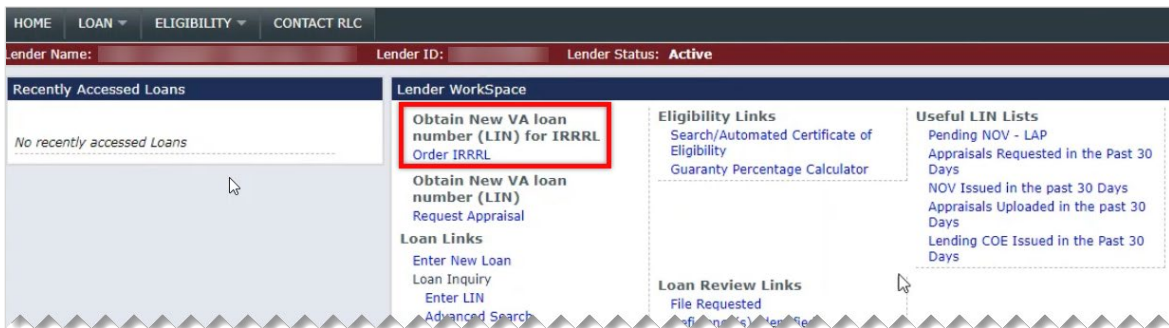 HOME LOAN ELIGIBILITY CONTACT RLC
Lender Name: Lender ID: Lender Status: Active
Recently Accessed Loans
No recently accessed Loans
Lender WorkSpace
Obtain New VA loan
number (LIN) for IRRRL
Order IRRRL
Obtain New VA loan
number (LIN)
Request Appraisal
Loan Links
Enter New Loan
Loan Inquiry
Enter LIN
Advanced Search
Eligibility Links
Search/Automated Certificate of
Eligibility
Guaranty Percentage Calculator
Loan Review Links
File Requested
Useful LIN Lists
Pending NOV - LAP
Appraisals Requested in the Past 30
Days
NOV Issued in the past 30 Days
Appraisals Uploaded in the past 30
Days
Lending COE Issued in the Past 30
Days